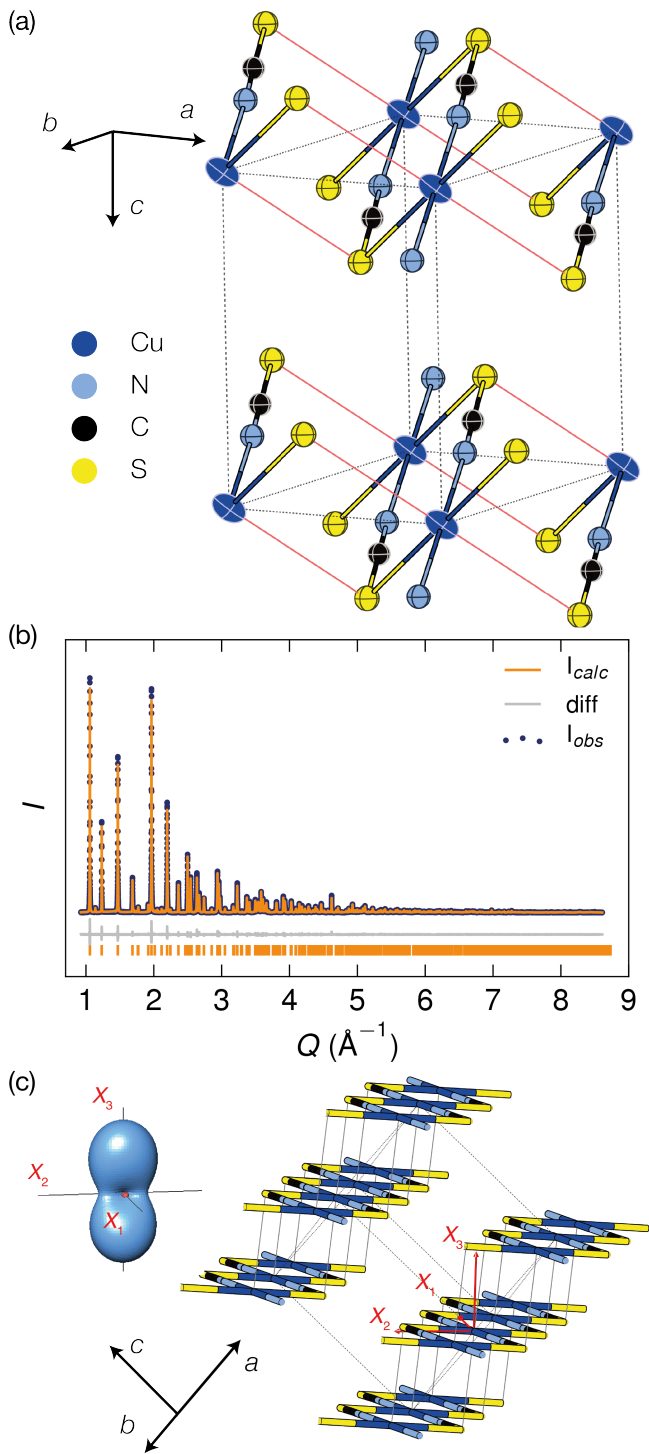 (a)
b
a
c
Cu
N
C
S
(b)
I_calc
diff
I_obs
I
1 2 3 4 5 6 7 8 9
Q (Å⁻¹)
(c)
X₃
X₂
X₁
X₃
X₁
X₂
c
a
b